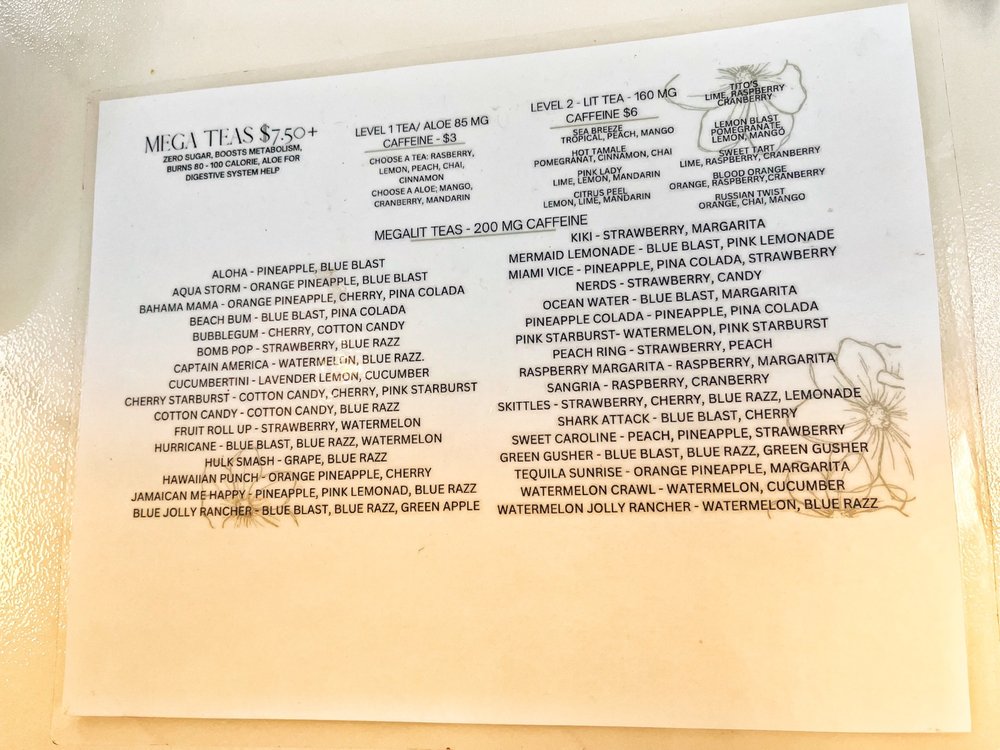 MEGA TEAS $7.50+
ZERO SUGAR, BOOSTS METABOLISM,
BURNS 80 - 100 CALORIE, ALOE FOR
DIGESTIVE SYSTEM HELP
LEVEL 1 TEA/ ALOE 85 MG
CAFFEINE - $3
CHOOSE A TEA: RASBERRY,
LEMON, PEACH, CHAI,
CINNAMON
CHOOSE A ALOE; MANGO,
CRANBERRY, MANDARIN
LEVEL 2 - LIT TEA - 160 MG
CAFFEINE $6
SEA BREEZE
TROPICAL, PEACH, MANGO
HOT TAMALE
POMEGRANAT, CINNAMON, CHAI
PINK LADY
LIME, LEMON, MANDARIN
CITRUS PEEL
LEMON, LIME, MANDARIN
TITO'S
LIME, RASPBERRY
CRANBERRY
LEMON BLAST
POMEGRANATE,
LEMON, MANGO
SWEET TART
LIME, RASPBERRY, CRANBERRY
BLOOD ORANGE
ORANGE, RASPBERRY,CRANBERRY
RUSSIAN TWIST
ORANGE, CHAI, MANGO
MEGALIT TEAS - 200 MG CAFFEINE
ALOHA - PINEAPPLE, BLUE BLAST
AQUA STORM - ORANGE PINEAPPLE, BLUE BLAST
BAHAMA MAMA - ORANGE PINEAPPLE, CHERRY, PINA COLADA
BEACH BUM - BLUE BLAST, PINA COLADA
BUBBLEGUM - CHERRY, COTTON CANDY
BOMB POP - STRAWBERRY, BLUE RAZZ
CAPTAIN AMERICA - WATERMELON, BLUE RAZZ.
CUCUMBERTINI - LAVENDER LEMON, CUCUMBER
CHERRY STARBURST - COTTON CANDY, CHERRY, PINK STARBURST
COTTON CANDY - COTTON CANDY, BLUE RAZZ
FRUIT ROLL UP - STRAWBERRY, WATERMELON
HURRICANE - BLUE BLAST, BLUE RAZZ, WATERMELON
HULK SMASH - GRAPE, BLUE RAZZ
HAWAIIAN PUNCH - ORANGE PINEAPPLE, CHERRY
JAMAICAN ME HAPPY - PINEAPPLE, PINK LEMONAD, BLUE RAZZ
BLUE JOLLY RANCHER - BLUE BLAST, BLUE RAZZ, GREEN APPLE
KIKI - STRAWBERRY, MARGARITA
MERMAID LEMONADE - BLUE BLAST, PINK LEMONADE
MIAMI VICE - PINEAPPLE, PINA COLADA, STRAWBERRY
NERDS - STRAWBERRY, CANDY
OCEAN WATER - BLUE BLAST, MARGARITA
PINEAPPLE COLADA - PINEAPPLE, PINA COLADA
PINK STARBURST- WATERMELON, PINK STARBURST
PEACH RING - STRAWBERRY, PEACH
RASPBERRY MARGARITA - RASPBERRY, MARGARITA
SANGRIA - RASPBERRY, CRANBERRY
SKITTLES - STRAWBERRY, CHERRY, BLUE RAZZ, LEMONADE
SHARK ATTACK - BLUE BLAST, CHERRY
SWEET CAROLINE - PEACH, PINEAPPLE, STRAWBERRY
GREEN GUSHER - BLUE BLAST, BLUE RAZZ, GREEN GUSHER
TEQUILA SUNRISE - ORANGE PINEAPPLE, MARGARITA
WATERMELON CRAWL - WATERMELON, CUCUMBER
WATERMELON JOLLY RANCHER - WATERMELON, BLUE RAZZ